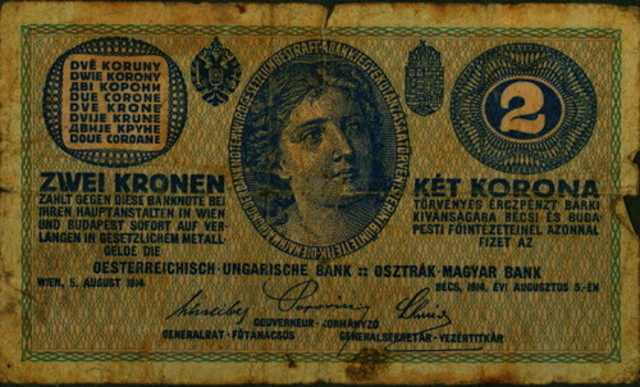 DVĚ KORUNY
DWIE KORONY
ДВІ КОРОНИ
DUE CORONE
DVE KRONE
DVIJE KRUNE
ДВИЈЕ КРУНЕ
DOUE COROANE
2
ZWEI KRONEN
ZAHLT GEGEN DIESE BANKNOTE BEI
IHREN HAUPTANSTALTEN IN WIEN
UND BUDAPEST SOFORT AUF VER-
LANGEN IN GESETZLICHEM METALL-
GELDE DIE
KÉT KORONA
TÖRVÉNYES ÉRCZPÉNZT BÁRKI
KIVÁNSÁGÁRA BÉCSI ÉS BUDA-
PESTI FŐINTÉZETEINÉL AZONNAL
FIZET AZ
OESTERREICHISCH-UNGARISCHE BANK :: OSZTRÁK-MAGYAR BANK
WIEN, 5. AUGUST 1914
BÉCS, 1914. ÉVI AUGUSZTUS 5.-ÉN
GOUVERNEUR-KORMÁNYZÓ
GENERALRAT-FŐTANÁCSOS
GENERALSEKRETÄR-VEZÉRTITKÁR